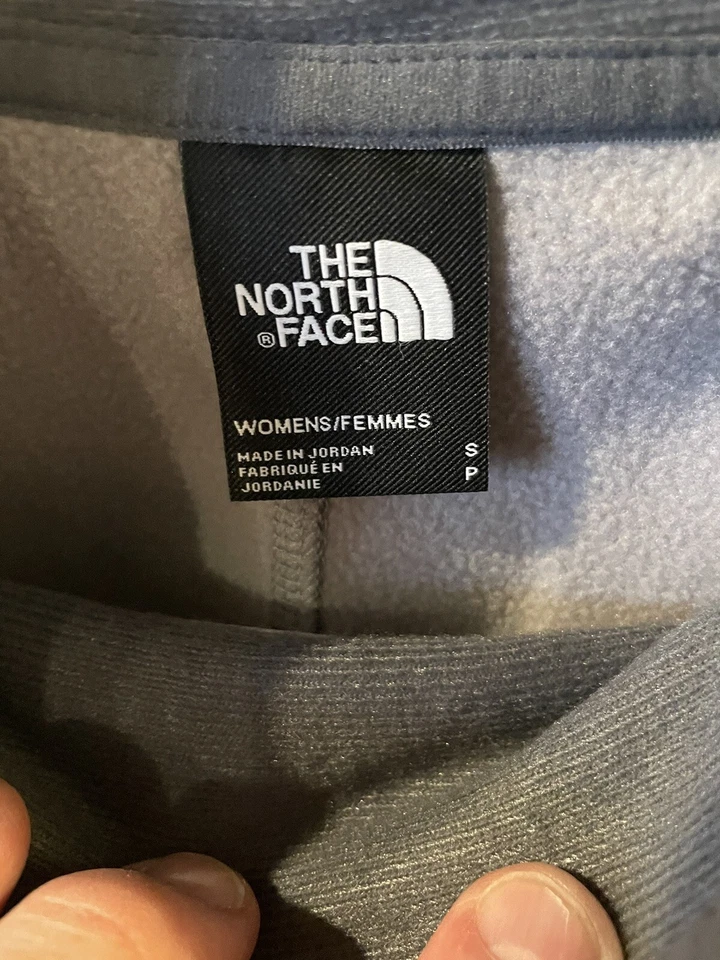 THE
NORTH
® FACE
WOMENS/FEMMES
MADE IN JORDAN
FABRIQUÉ EN
JORDANIE
S
P